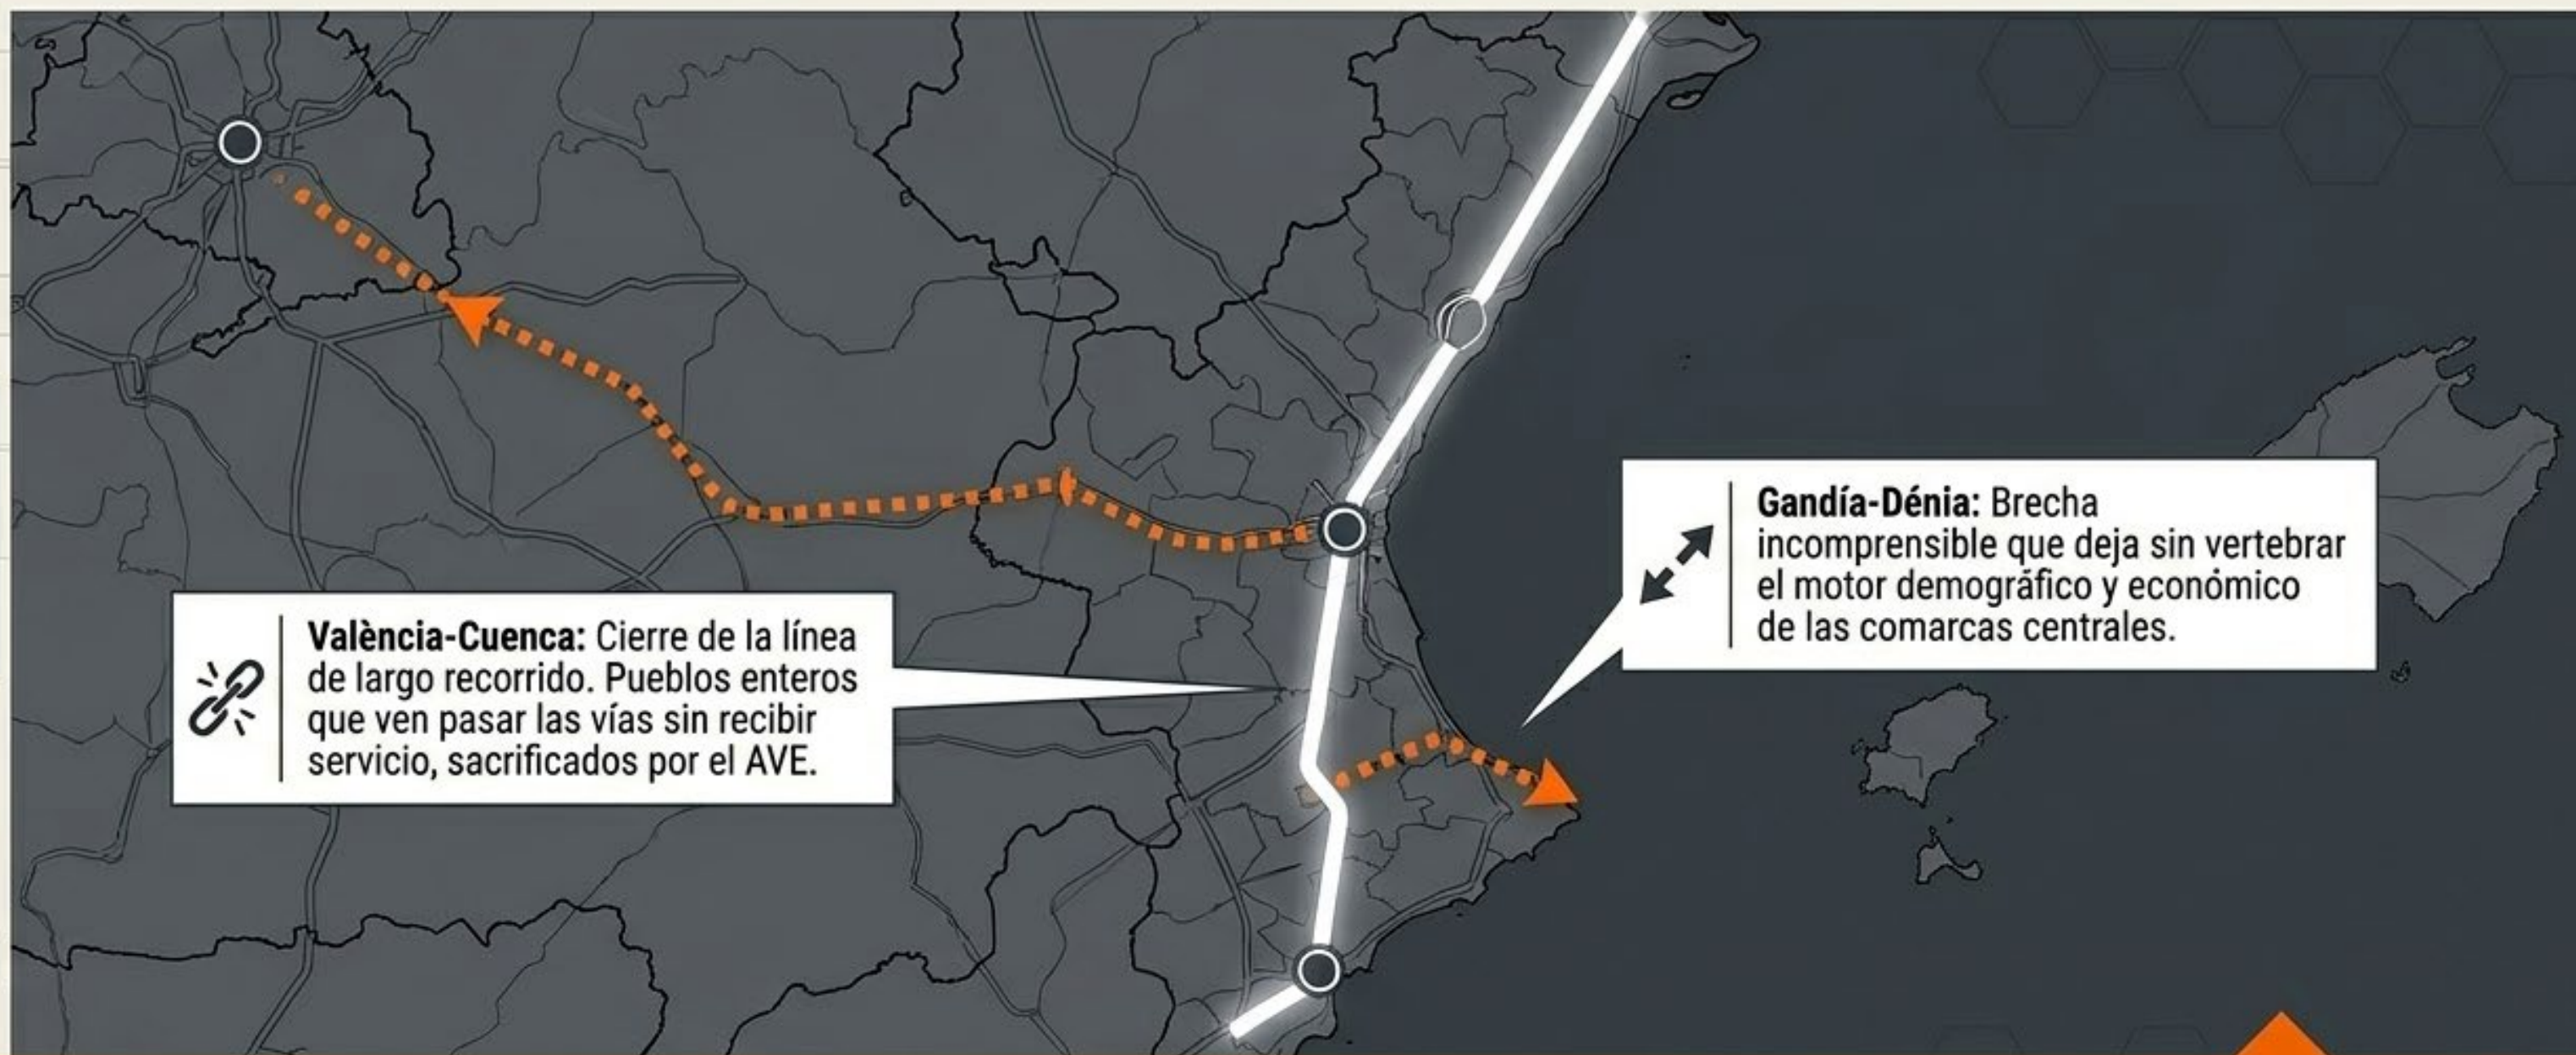 València-Cuenca: Cierre de la línea
de largo recorrido. Pueblos enteros
que ven pasar las vías sin recibir
servicio, sacrificados por el AVE.
Gandía-Dénia: Brecha
incomprensible que deja sin vertebrar
el motor demográfico y económico
de las comarcas centrales.